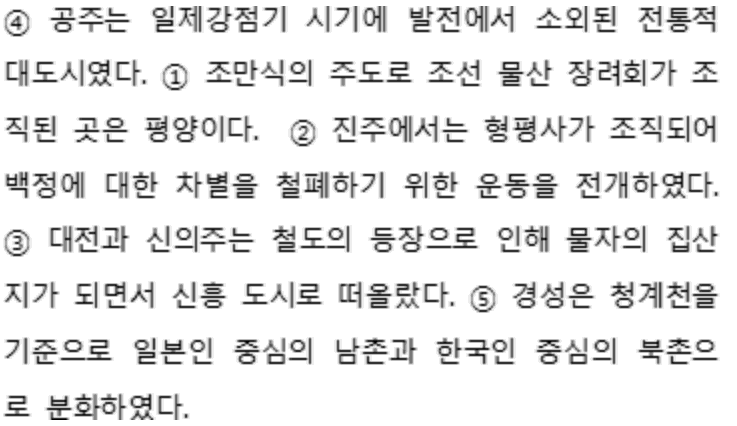 ④ 공주는 일제강점기 시기에 발전에서 소외된 전통적
대도시였다. ① 조만식의 주도로 조선 물산 장려회가 조
직된 곳은 평양이다. ② 진주에서는 형평사가 조직되어
백정에 대한 차별을 철폐하기 위한 운동을 전개하였다.
③ 대전과 신의주는 철도의 등장으로 인해 물자의 집산
지가 되면서 신흥 도시로 떠올랐다. ⑤ 경성은 청계천을
기준으로 일본인 중심의 남촌과 한국인 중심의 북촌으
로 분화하였다.